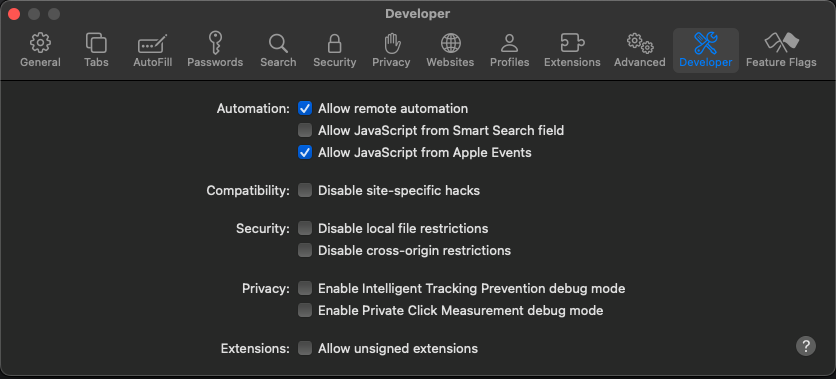 Developer
General Tabs AutoFill Passwords Search Security Privacy Websites Profiles Extensions Advanced Developer Feature Flags
Automation: Allow remote automation
Allow JavaScript from Smart Search field
Allow JavaScript from Apple Events
Compatibility: Disable site-specific hacks
Security: Disable local file restrictions
Disable cross-origin restrictions
Privacy: Enable Intelligent Tracking Prevention debug mode
Enable Private Click Measurement debug mode
Extensions: Allow unsigned extensions
?